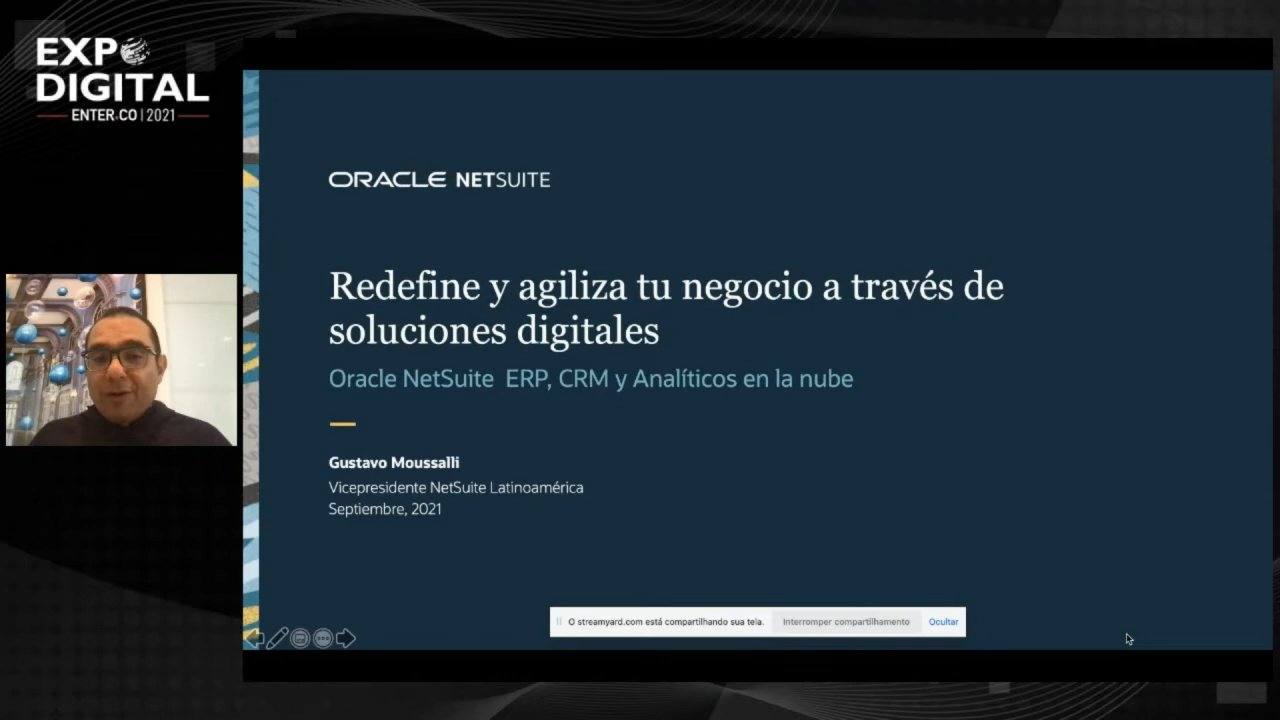 EXPO
DIGITAL
ENTER.CO | 2021
ORACLE NETSUITE
Redefine y agiliza tu negocio a través de
soluciones digitales
Oracle NetSuite ERP, CRM y Analíticos en la nube
Gustavo Moussalli
Vicepresidente NetSuite Latinoamérica
Septiembre, 2021
O streamyard.com está compartilhando sua tela. Interromper compartilhamento Ocultar